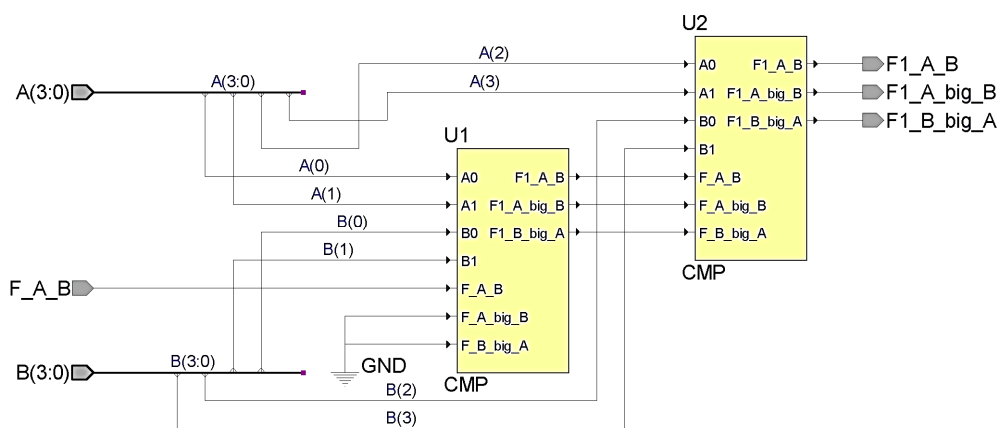 U2
A(2)
A0 F1_A_B
F1_A_B
A(3:0)
A(3:0)
A(3)
A1 F1_A_big_B
F1_A_big_B
B0 F1_B_big_A
F1_B_big_A
U1
B1
A(0)
A0 F1_A_B
F_A_B
A(1)
A1 F1_A_big_B
F_A_big_B
B(0)
B0 F1_B_big_A
F_B_big_A
B(1)
B1
CMP
F_A_B
F_A_B
F_A_big_B
F_B_big_A
B(3:0)
B(3:0)
GND
CMP
B(2)
B(3)